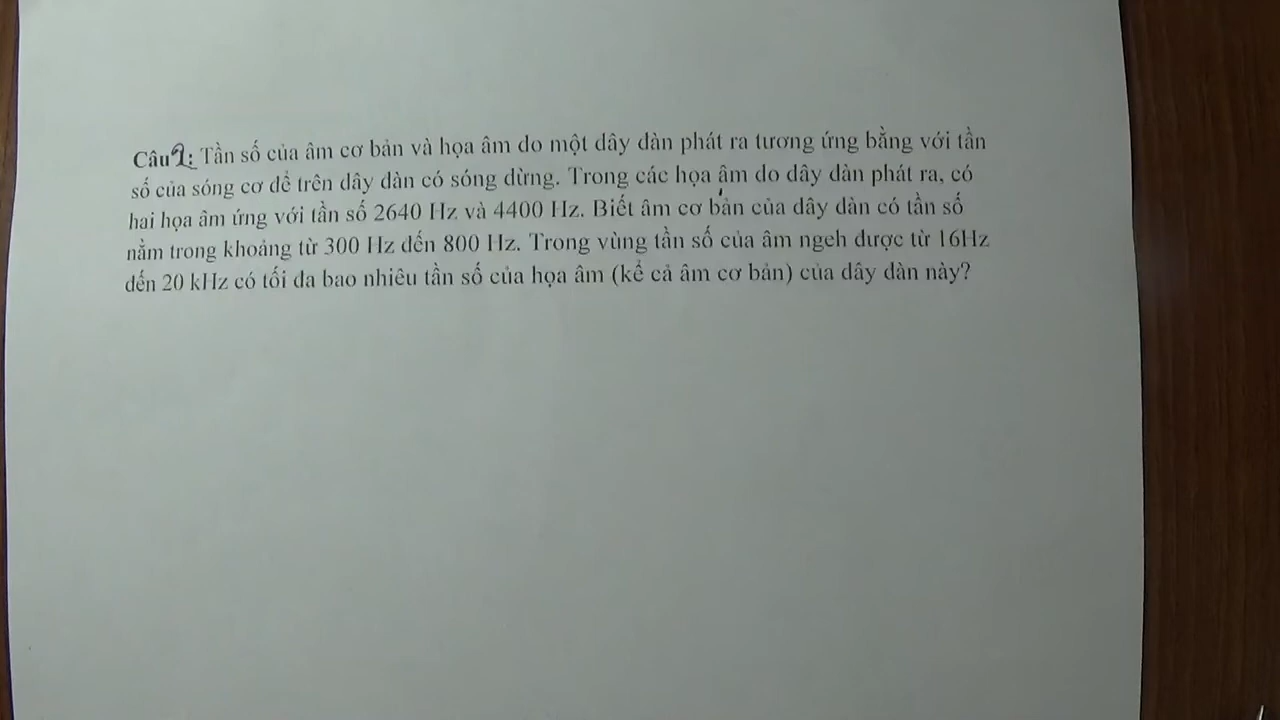 Câu 2: Tần số của âm cơ bản và họa âm do một dây đàn phát ra tương ứng bằng với tần
số của sóng cơ để trên dây đàn có sóng dừng. Trong các họa âm do dây đàn phát ra, có
hai họa âm ứng với tần số 2640 Hz và 4400 Hz. Biết âm cơ bản của dây đàn có tần số
nằm trong khoảng từ 300 Hz đến 800 Hz. Trong vùng tần số của âm ngeh được từ 16Hz
đến 20 kHz có tối đa bao nhiêu tần số của họa âm (kể cả âm cơ bản) của dây đàn này?